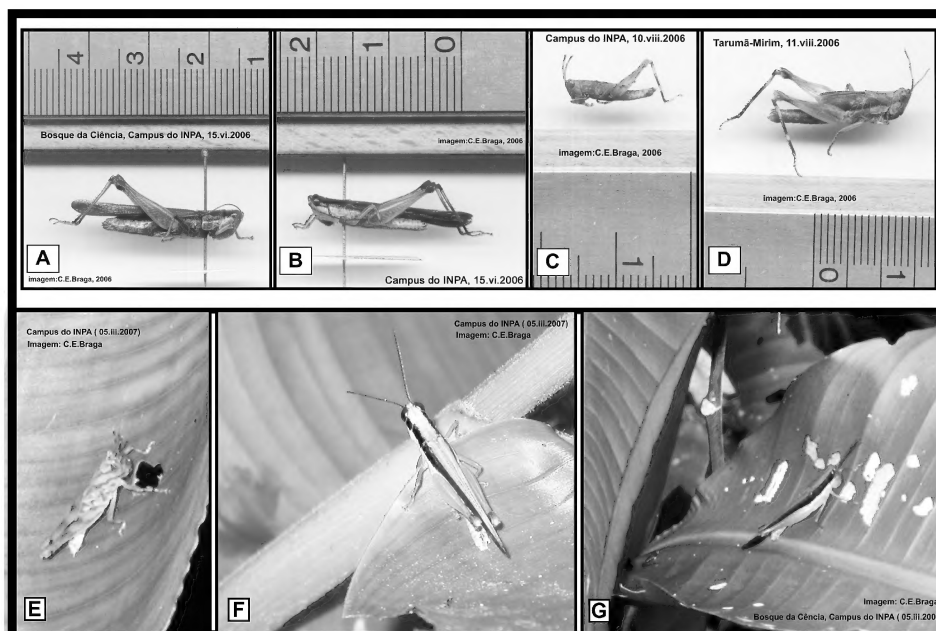 4 3 2 1
Bosque da Ciência, Campus do INPA, 15.vi.2006
A
imagem:C.E.Braga, 2006
2 1 0
imagem:C.E.Braga, 2006
B
Campus do INPA, 15.vi.2006
Campus do INPA, 10.viii.2006
imagem:C.E.Braga, 2006
C
1
Tarumã-Mirim, 11.viii.2006
imagem:C.E.Braga, 2006
D
0 1
Campus do INPA ( 05.iii.2007)
Imagem: C.E.Braga
E
Campus do INPA ( 05.iii.2007)
Imagem: C.E.Braga
F
G
Imagem: C.E.Braga
Bosque da Cência, Campus do INPA (05.iii.200